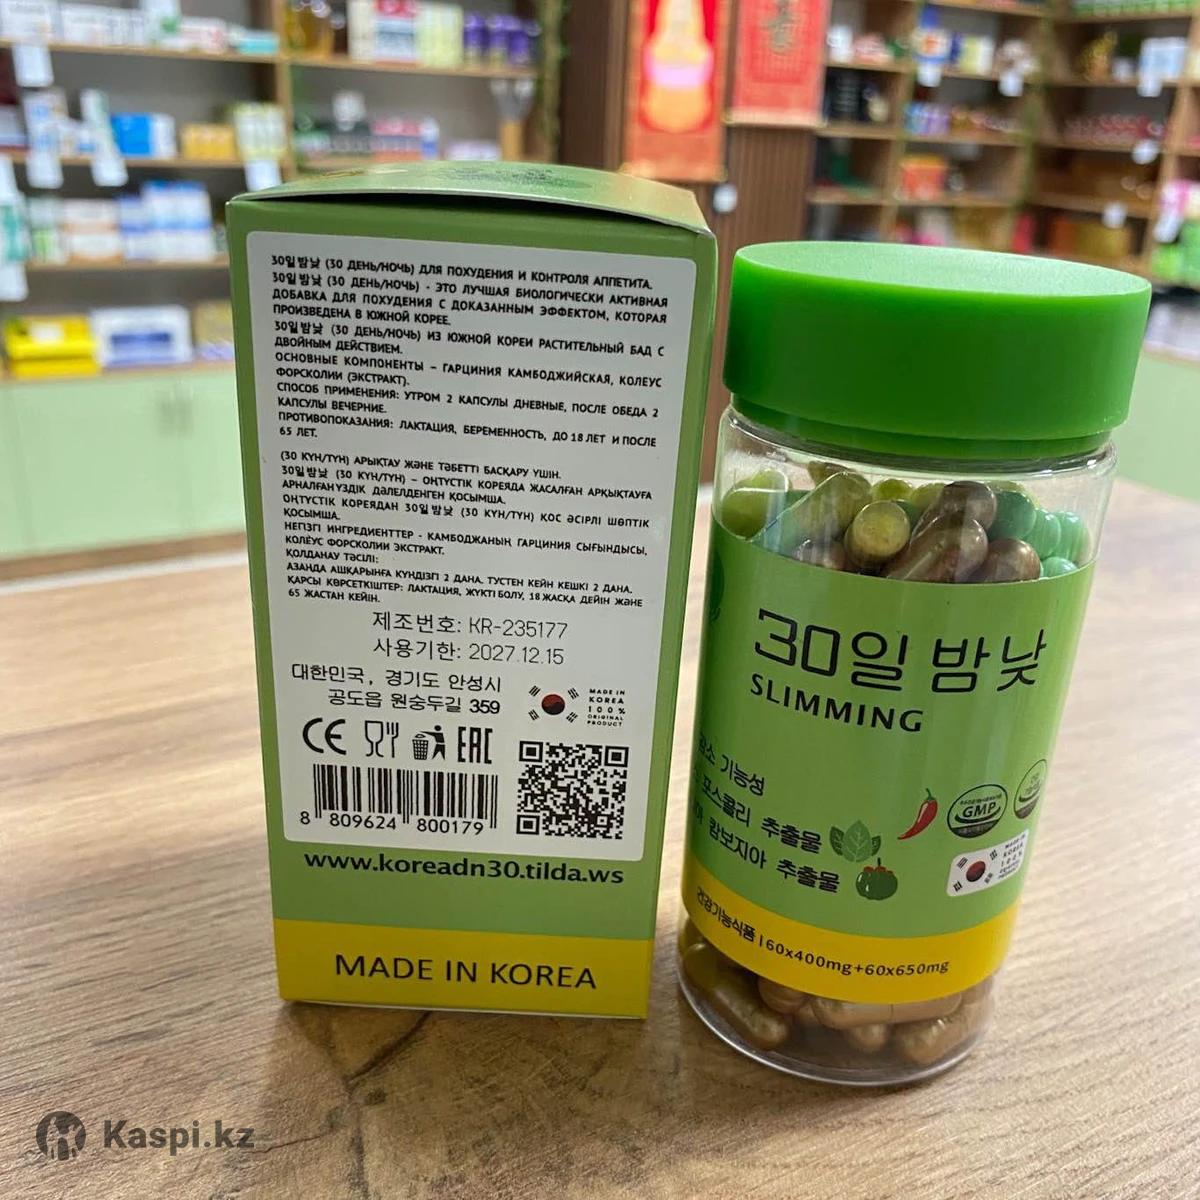 30일밤낮 (30 ДЕНЬ/НОЧЬ) ДЛЯ ПОХУДЕНИЯ И КОНТРОЛЯ АППЕТИТА.
30일밤낮 (30 ДЕНЬ/НОЧЬ) - ЭТО ЛУЧШАЯ БИОЛОГИЧЕСКИ АКТИВНАЯ
ДОБАВКА ДЛЯ ПОХУДЕНИЯ С ДОКАЗАННЫМ ЭФФЕКТОМ, КОТОРАЯ
ПРОИЗВЕДЕНА В ЮЖНОЙ КОРЕЕ.
30일밤낮 (30 ДЕНЬ/НОЧЬ) ИЗ ЮЖНОЙ КОРЕИ РАСТИТЕЛЬНЫЙ БАД С
ДВОЙНЫМ ДЕЙСТВИЕМ.
ОСНОВНЫЕ КОМПОНЕНТЫ – ГАРЦИНИЯ КАМБОДЖИЙСКАЯ, КОЛЕУС
ФОРСКОЛИИ (ЭКСТРАКТ).
СПОСОБ ПРИМЕНЕНИЯ: УТРОМ 2 КАПСУЛЫ ДНЕВНЫЕ, ПОСЛЕ ОБЕДА 2
КАПСУЛЫ ВЕЧЕРНИЕ.
ПРОТИВОПОКАЗАНИЯ: ЛАКТАЦИЯ, БЕРЕМЕННОСТЬ, ДО 18 ЛЕТ И ПОСЛЕ
65 ЛЕТ.
(30 КҮН/ТҮН) АРЫҚТАУ ЖӘНЕ ТӘБЕТТІ БАСҚАРУ ҮШІН.
30일밤낮 (30 КҮН/ТҮН) – ОҢТҮСТІК КОРЕЯДА ЖАСАЛҒАН АРҚЫҚТАУҒА
АРНАЛҒАН ҮЗДІК ДӘЛЕЛДЕНГЕН ҚОСЫМША.
ОҢТҮСТІК КОРЕЯДАН 30일밤낮 (30 КҮН/ТҮН) ҚОС ӘСІРЛІ ШӨПТІК
ҚОСЫМША.
НЕГІЗГІ ИНГРЕДИЕНТТЕР - КАМБОДЖАНЫҢ ГАРЦИНИЯ СЫҒЫНДЫСЫ,
КОЛЕУС ФОРСКОЛИИ ЭКСТРАКТ.
ҚОЛДАНУ ТӘСІЛІ:
АЗАНДА АШҚАРЫНҒА КҮНДІЗГІ 2 ДАНА. ТУСТЕН КЕЙН КЕШКІ 2 ДАНА.
ҚАРСЫ КӨРСЕТКІШТЕР: ЛАКТАЦИЯ, ЖҮКТІ БОЛУ, 18 ЖАСҚА ДЕЙІН ЖӘНЕ
65 ЖАСТАН КЕЙІН.
제조번호: KR-235177
사용기한: 2027.12.15
대한민국, 경기도 안성시
공도읍 원승두길 359
MADE IN
KOREA
100%
ORIGINAL
PRODUCT
CE EAC
8 809624 800179
www.koreadn30.tilda.ws
MADE IN KOREA
30일 밤낮
SLIMMING
감소 기능성
포스콜리 추출물
캄보지아 추출물
GMP
MADE IN
KOREA
100%
건강기능식품 | 60x400mg+60x650mg
Kaspi.kz